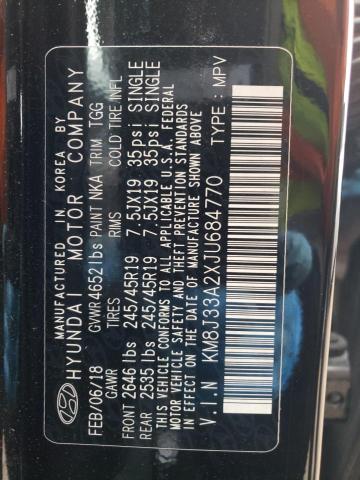 MANUFACTURED IN KOREA BY
HYUNDAI MOTOR COMPANY
FEB/06/18 GVWR 4652 lbs PAINT NKA TRIM TGG
GAWR TIRES RIMS COLD TIRE INFL
FRONT 2646 lbs 245/45R19 7.5JX19 35psi SINGLE
REAR 2535 lbs 245/45R19 7.5JX19 35psi SINGLE
THIS VEHICLE CONFORMS TO ALL APPLICABLE U.S.A. FEDERAL
MOTOR VEHICLE SAFETY AND THEFT PREVENTION STANDARDS
IN EFFECT ON THE DATE OF MANUFACTURE SHOWN ABOVE
V.I.N KM8J33A2XJU684770 TYPE: MPV